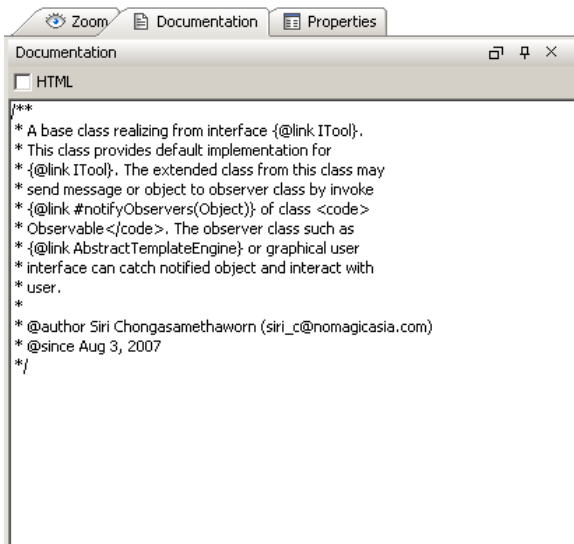 Zoom Documentation Properties
Documentation
HTML
/**
* A base class realizing from interface {@link ITool}.
* This class provides default implementation for
* {@link ITool}. The extended class from this class may
* send message or object to observer class by invoke
* {@link #notifyObservers(Object)} of class <code>
* Observable</code>. The observer class such as
* {@link AbstractTemplateEngine} or graphical user
* interface can catch notified object and interact with
* user.
*
* @author Siri Chongasamethaworn (siri_c@nomagicasia.com)
* @since Aug 3, 2007
*/